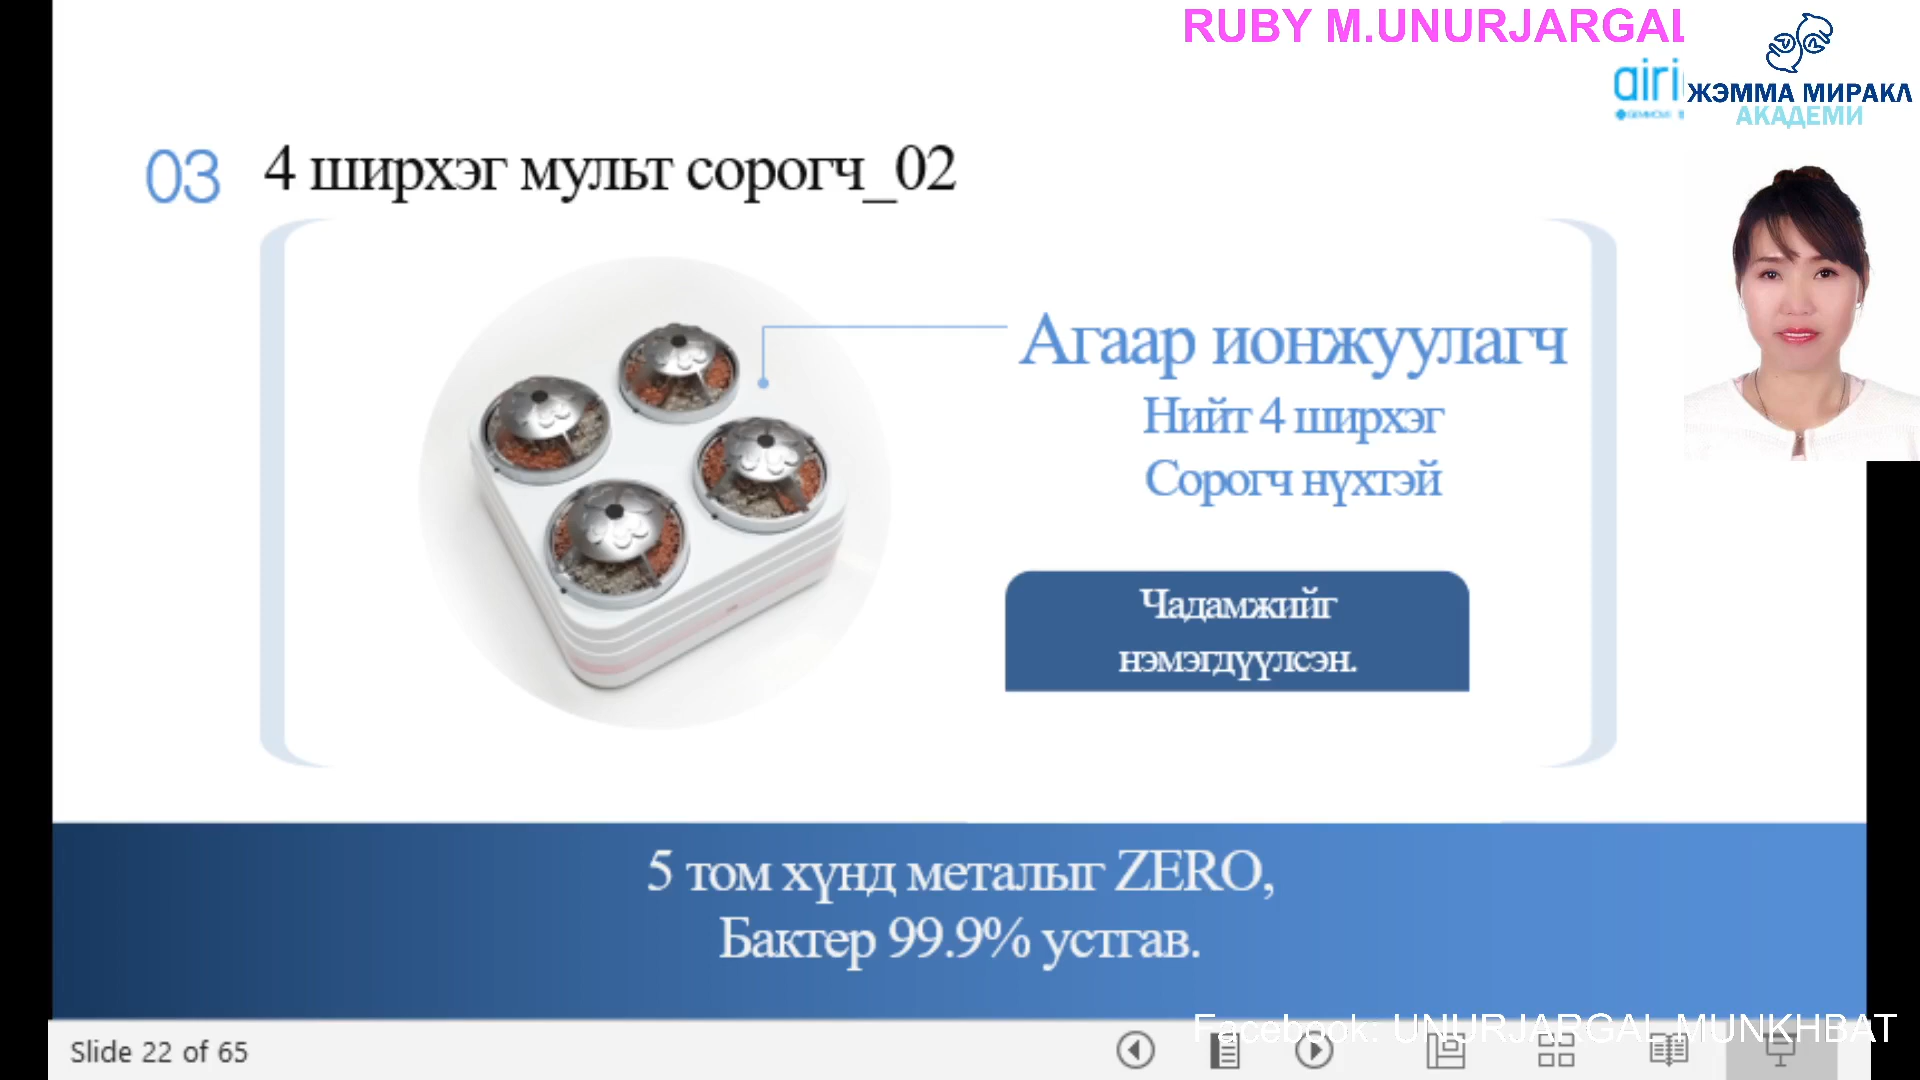 RUBY M.UNURJARGAL
airi
ЖЭММА МИРАКЛ
АКАДЕМИ
03 4 ширхэг мульт сорогч_02
Агаар ионжуулагч
Нийт 4 ширхэг
Сорогч нүхтэй
Чадамжийг
нэмэгдүүлсэн.
5 том хүнд металыг ZERO,
Бактер 99.9% устгав.
Facebook: UNURJARGAL MUNKHBAT
Slide 22 of 65